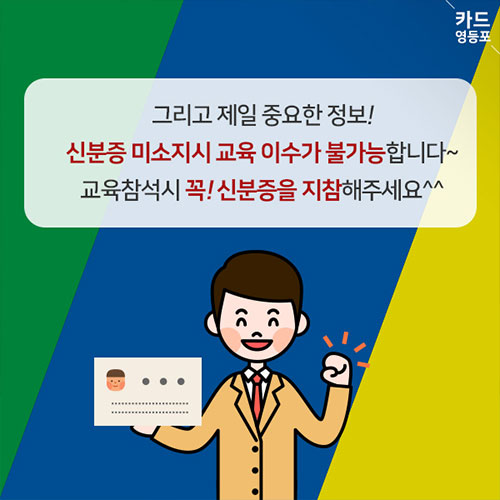 카드
영등포
그리고 제일 중요한 정보!
신분증 미소지시 교육 이수가 불가능합니다~
교육참석시 꼭! 신분증을 지참해주세요^^